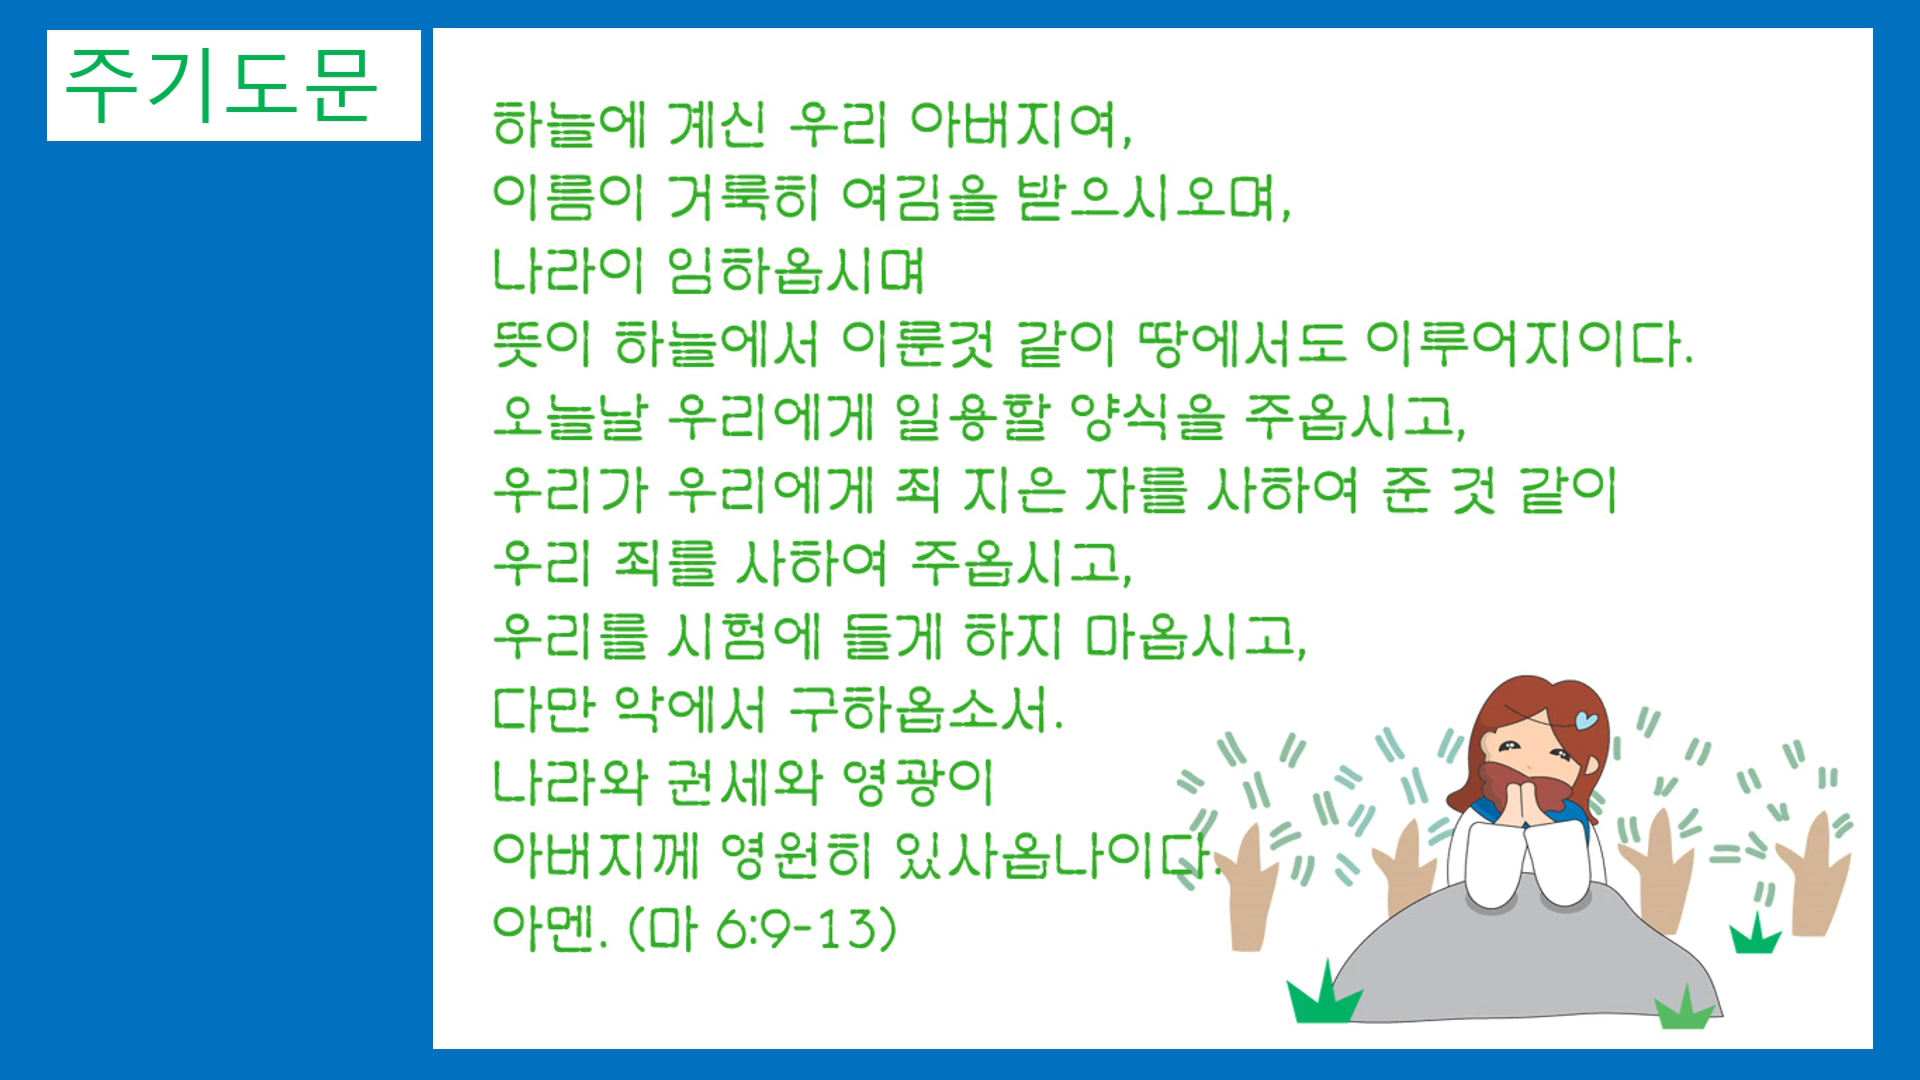 주기도문
하늘에 계신 우리 아버지여,
이름이 거룩히 여김을 받으시오며,
나라이 임하옵시며
뜻이 하늘에서 이룬것 같이 땅에서도 이루어지이다.
오늘날 우리에게 일용할 양식을 주옵시고,
우리가 우리에게 죄 지은 자를 사하여 준 것 같이
우리 죄를 사하여 주옵시고,
우리를 시험에 들게 하지 마옵시고,
다만 악에서 구하옵소서.
나라와 권세와 영광이
아버지께 영원히 있사옵나이다.
아멘. (마 6:9-13)